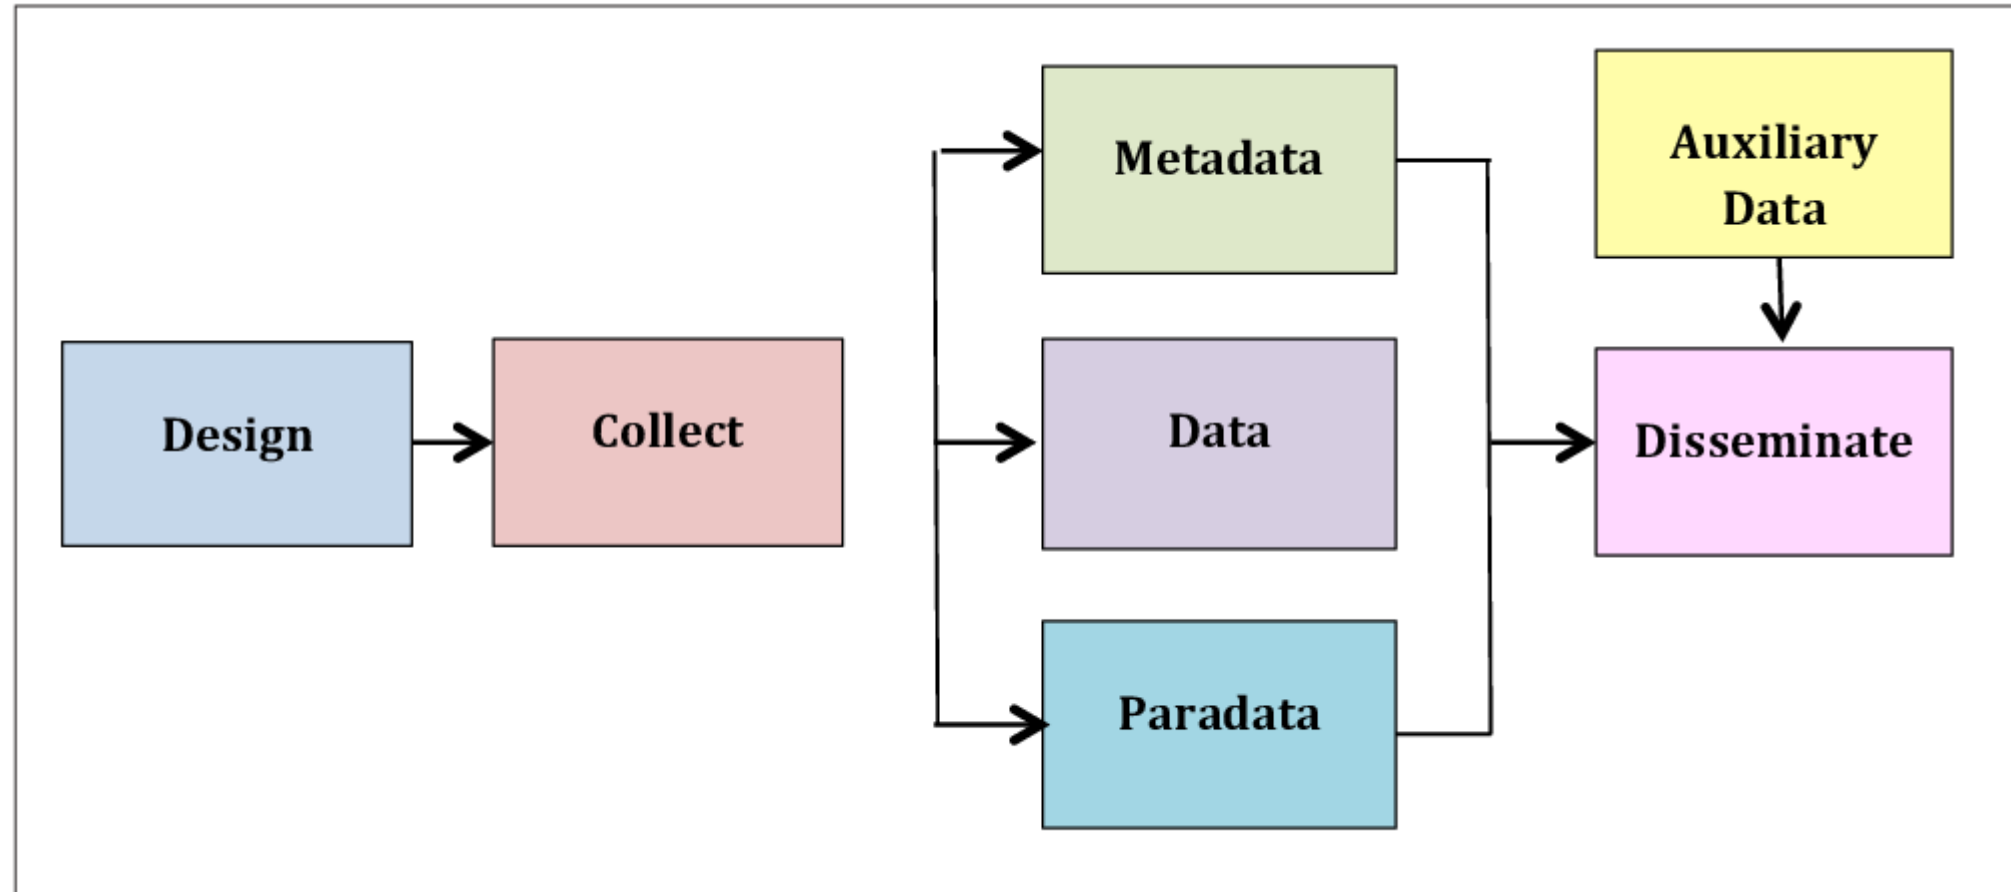 Design
Collect
Metadata
Data
Paradata
Auxiliary
Data
Disseminate